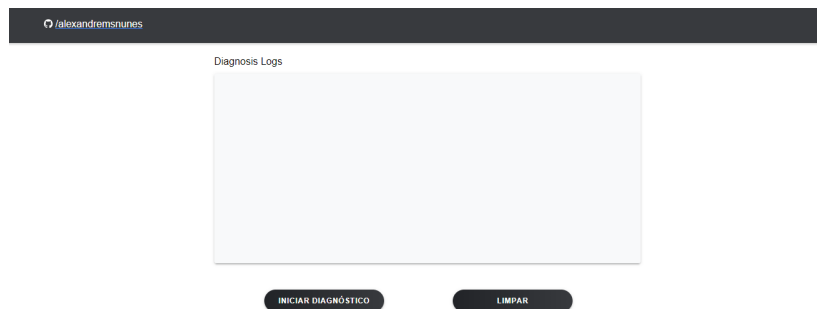 /alexandremsnunes
Diagnosis Logs
INICIAR DIAGNÓSTICO
LIMPAR